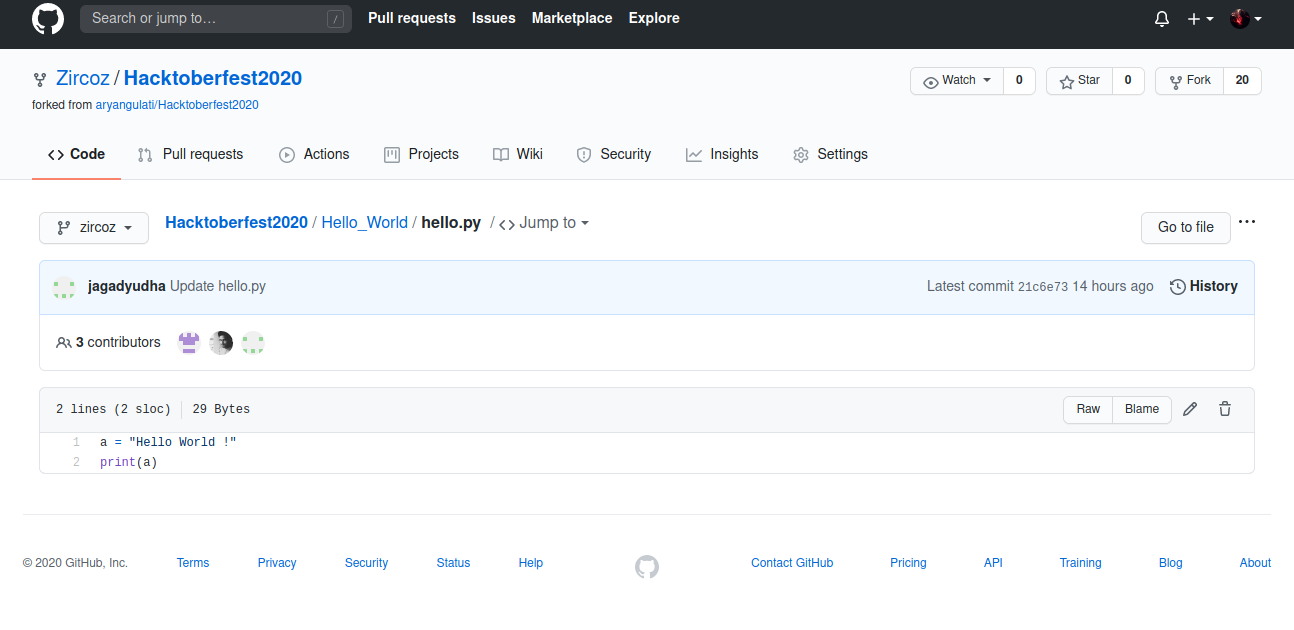 Search or jump to… /
Pull requests Issues Marketplace Explore
Zircoz / Hacktoberfest2020
Watch 0 Star 0 Fork 20
forked from aryangulati/Hacktoberfest2020
Code Pull requests Actions Projects Wiki Security Insights Settings
zircoz Hacktoberfest2020 / Hello_World / hello.py / Jump to Go to file ...
jagadyudha Update hello.py Latest commit 21c6e73 14 hours ago History
3 contributors
2 lines (2 sloc) 29 Bytes Raw Blame
1 a = "Hello World !"
2 print(a)
© 2020 GitHub, Inc. Terms Privacy Security Status Help Contact GitHub Pricing API Training Blog About